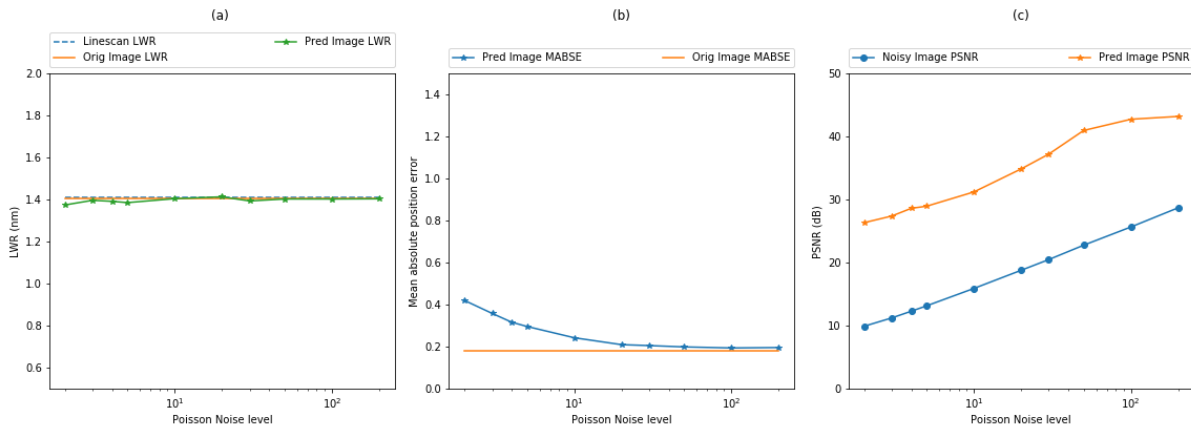 (a)
Linescan LWR
Orig Image LWR
Pred Image LWR
2.0
1.8
1.6
1.4
1.2
1.0
0.8
0.6
LWR (nm)
10¹
10²
Poisson Noise level
(b)
Pred Image MABSE
Orig Image MABSE
1.4
1.2
1.0
0.8
0.6
0.4
0.2
0.0
Mean absolute position error
10¹
10²
Poisson Noise level
(c)
Noisy Image PSNR
Pred Image PSNR
50
40
30
20
10
0
PSNR (dB)
10¹
10²
Poisson Noise level